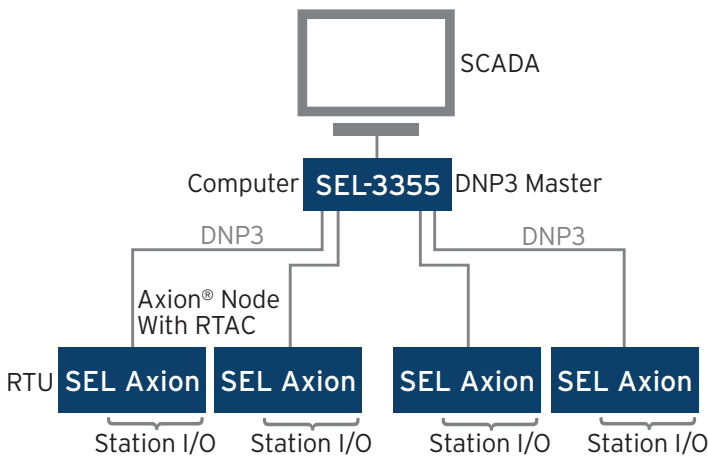 SCADA
Computer SEL-3355 DNP3 Master
DNP3 DNP3
Axion® Node
With RTAC
RTU SEL Axion SEL Axion SEL Axion SEL Axion
Station I/O Station I/O Station I/O Station I/O